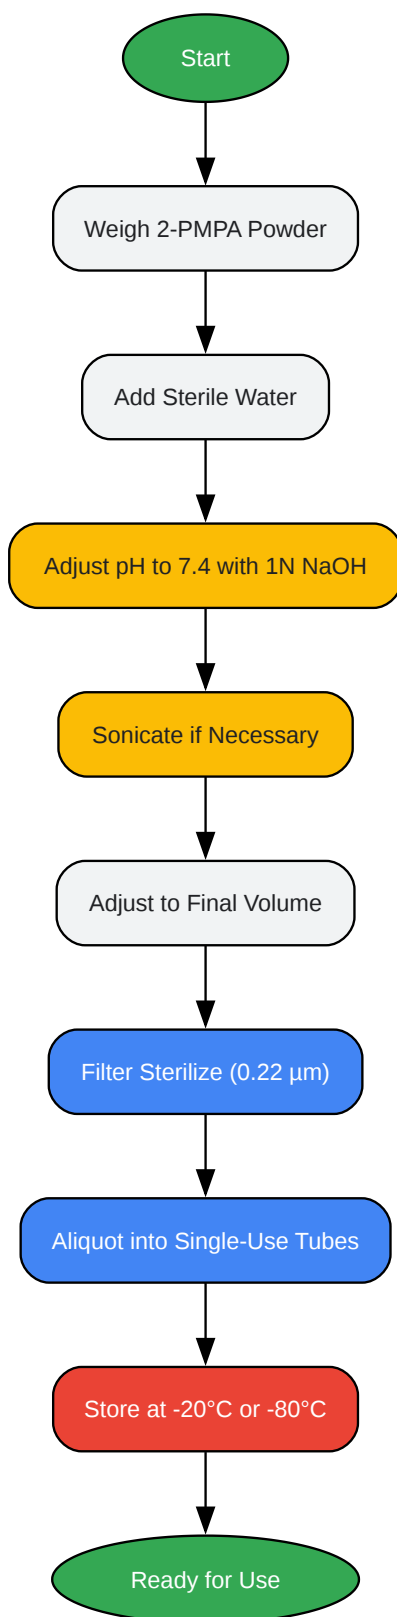 Start
Weigh 2-PMPA Powder
Add Sterile Water
Adjust pH to 7.4 with 1N NaOH
Sonicate if Necessary
Adjust to Final Volume
Filter Sterilize (0.22 µm)
Aliquot into Single-Use Tubes
Store at -20°C or -80°C
Ready for Use